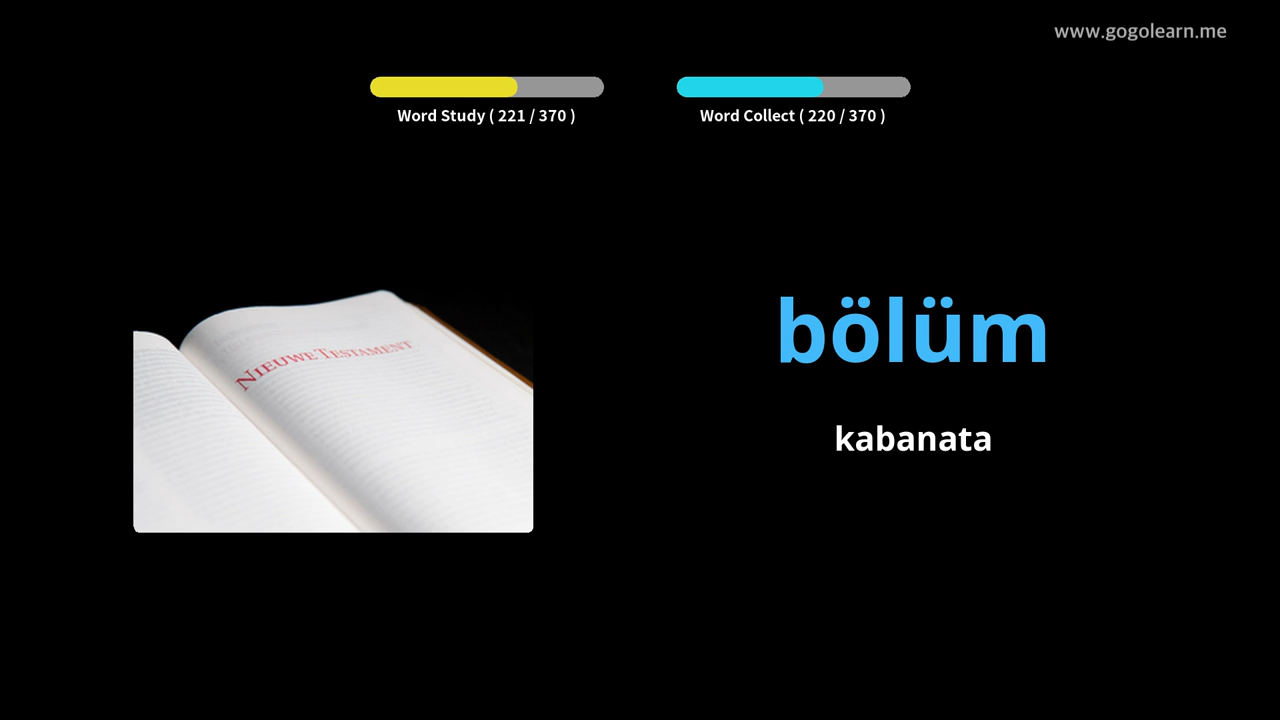 www.gogolearn.me
Word Study ( 221 / 370 )
Word Collect ( 220 / 370 )
NIEUWE TESTAMENT
bölüm
kabanata